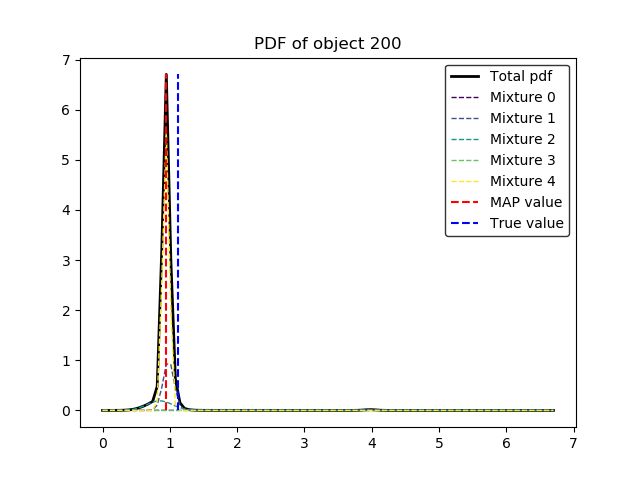 PDF of object 200
7
6
5
4
3
2
1
0
0 1 2 3 4 5 6 7
Total pdf
Mixture 0
Mixture 1
Mixture 2
Mixture 3
Mixture 4
MAP value
True value